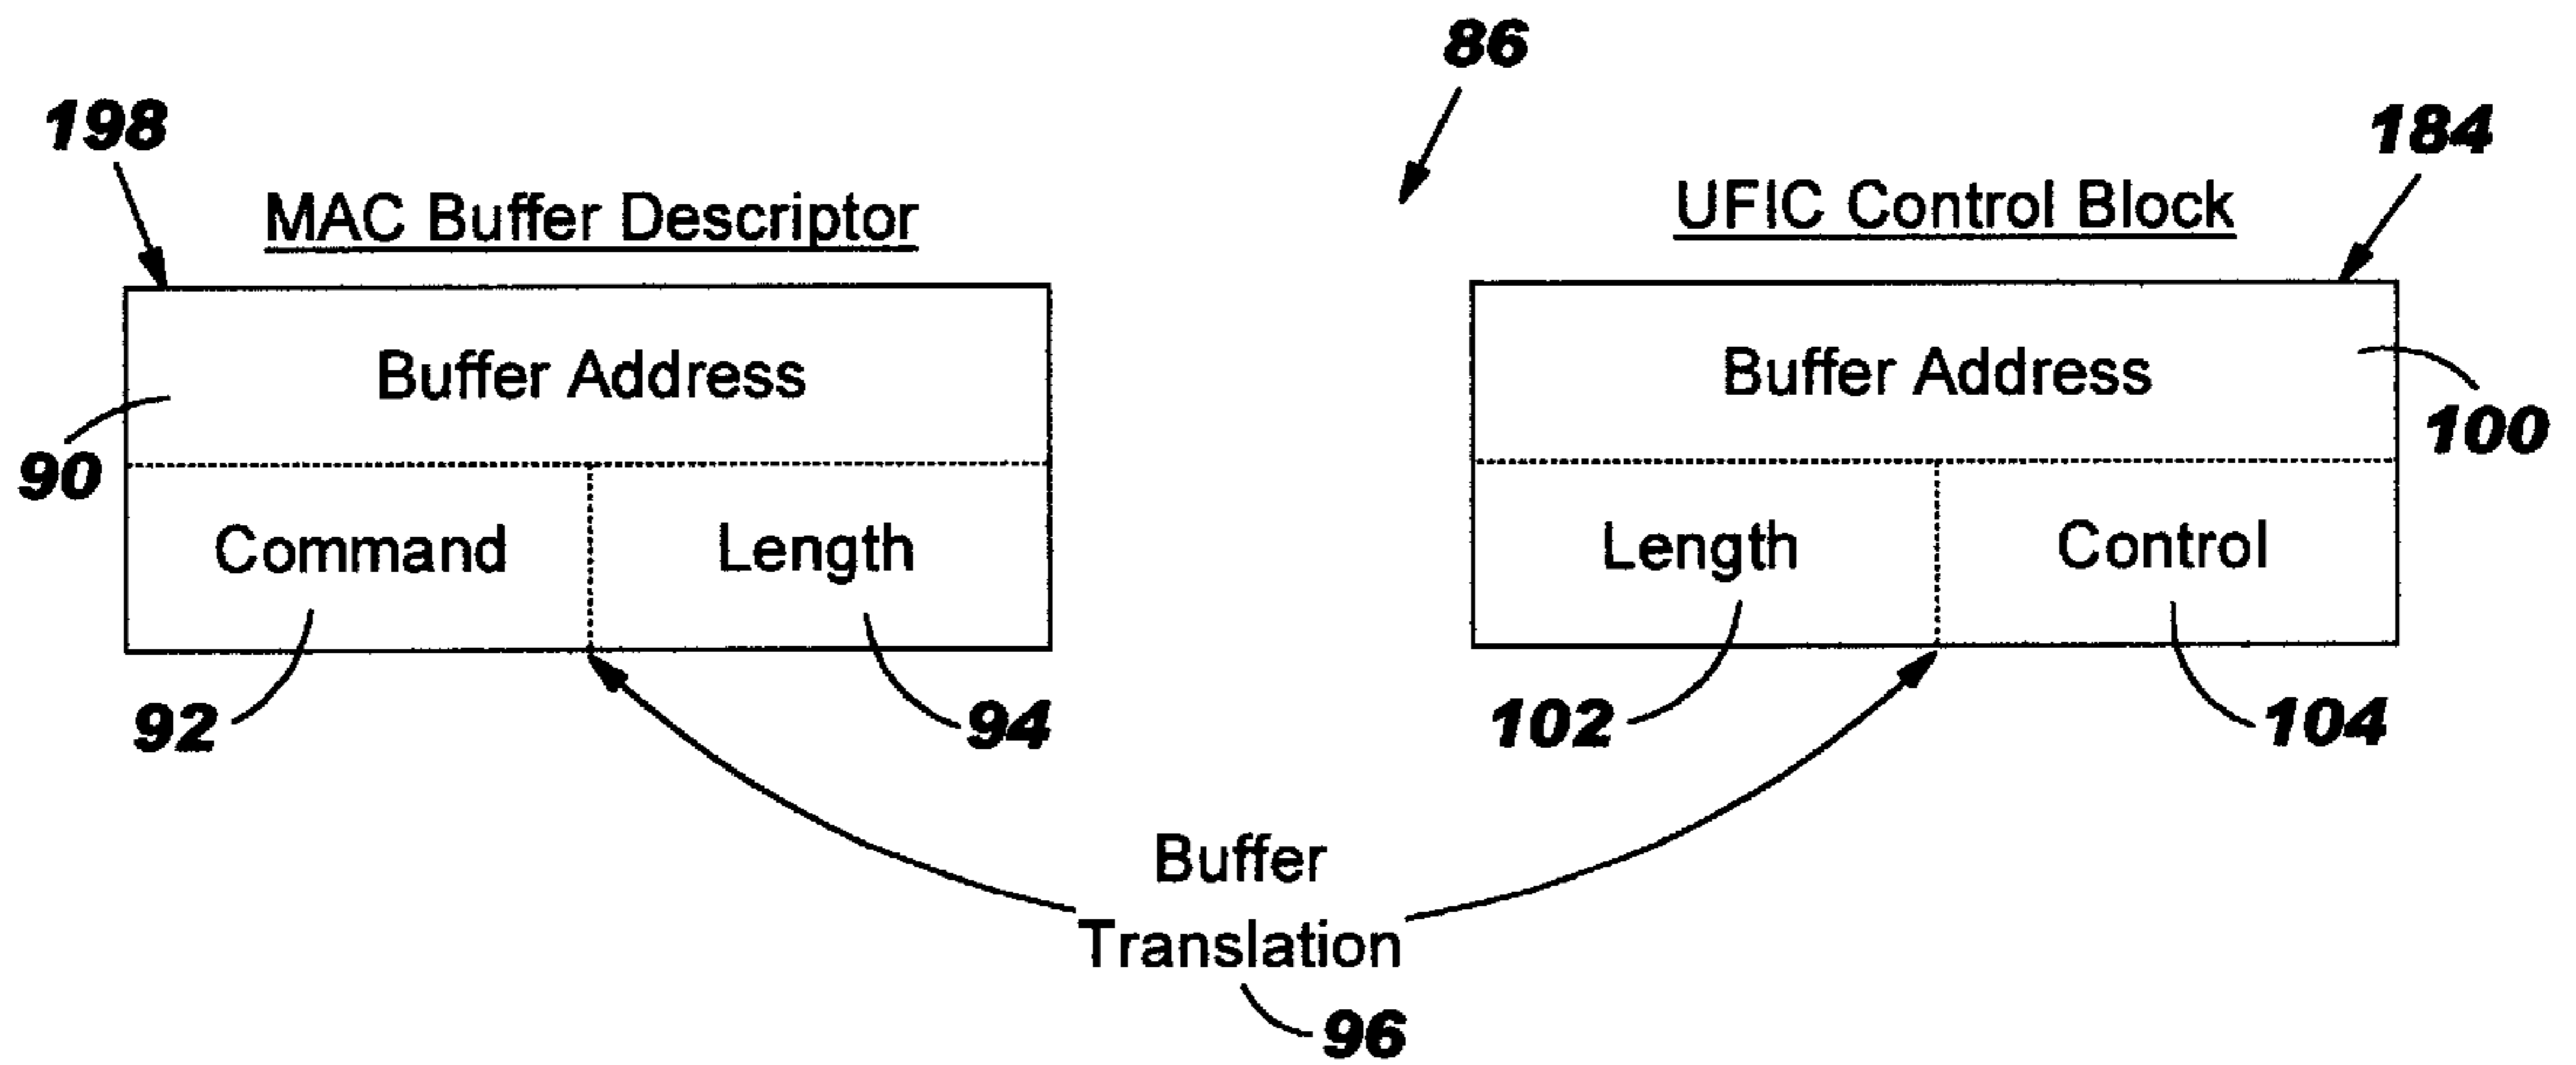 86
198
184
MAC Buffer Descriptor
UFIC Control Block
Buffer Address
Buffer Address
90
100
Command
Length
Length
Control
92
94
102
104
Buffer
Translation
96